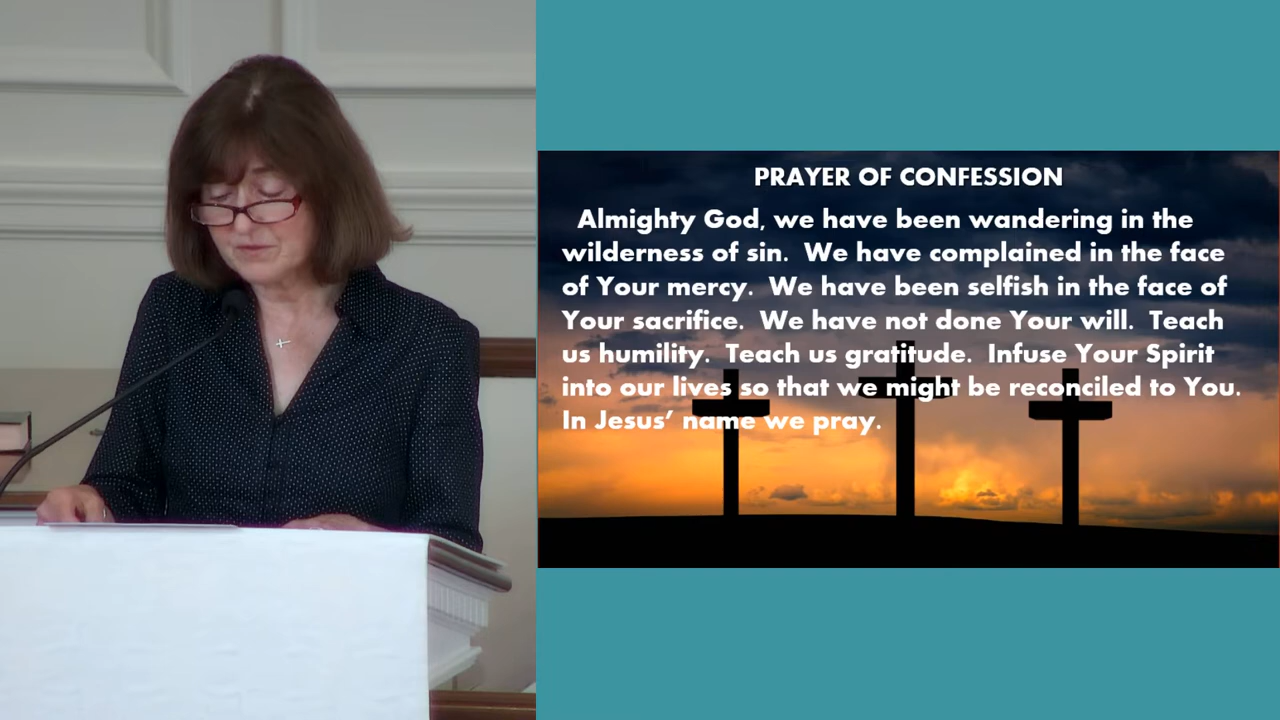 PRAYER OF CONFESSION
Almighty God, we have been wandering in the
wilderness of sin. We have complained in the face
of Your mercy. We have been selfish in the face of
Your sacrifice. We have not done Your will. Teach
us humility. Teach us gratitude. Infuse Your Spirit
into our lives so that we might be reconciled to You.
In Jesus’ name we pray.